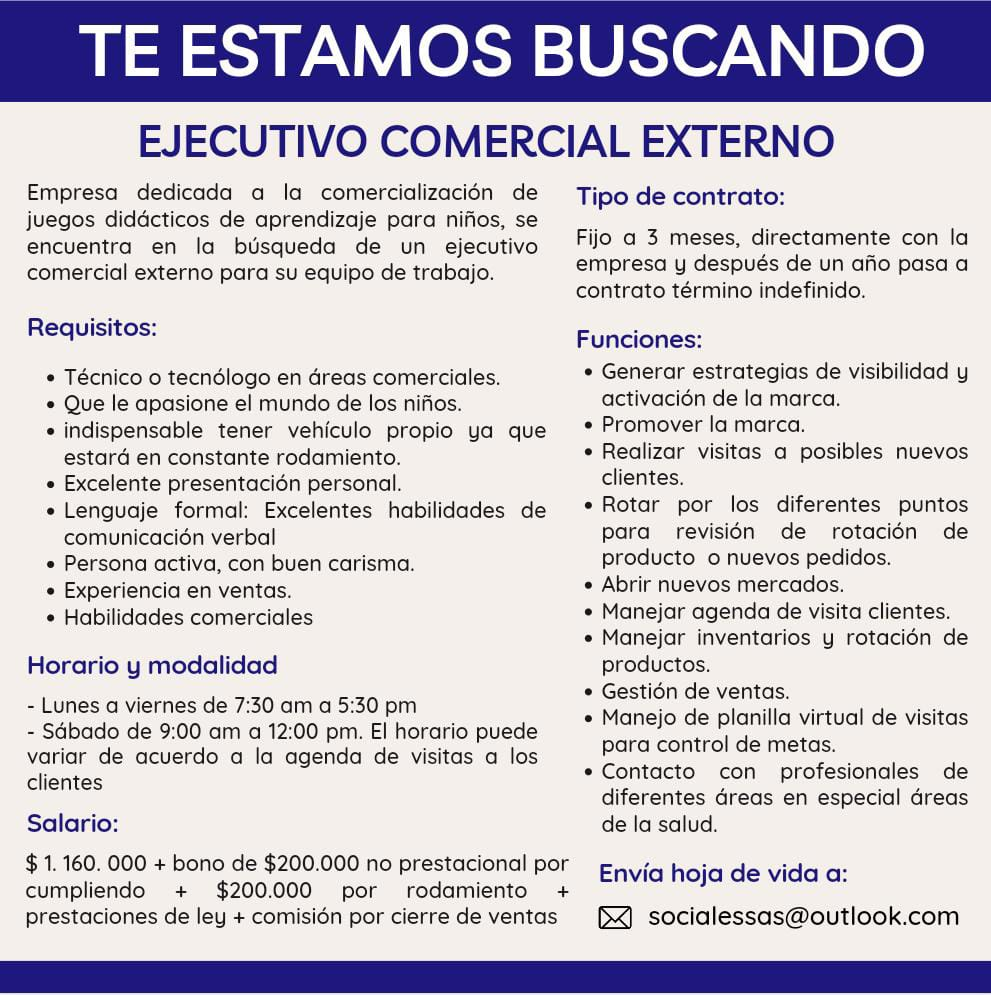 TE ESTAMOS BUSCANDO
EJECUTIVO COMERCIAL EXTERNO
Empresa dedicada a la comercialización de
juegos didácticos de aprendizaje para niños, se
encuentra en la búsqueda de un ejecutivo
comercial externo para su equipo de trabajo.
Requisitos:
• Técnico o tecnólogo en áreas comerciales.
• Que le apasione el mundo de los niños.
• indispensable tener vehículo propio ya que
estará en constante rodamiento.
• Excelente presentación personal.
• Lenguaje formal: Excelentes habilidades de
comunicación verbal
• Persona activa, con buen carisma.
• Experiencia en ventas.
• Habilidades comerciales
Horario y modalidad
- Lunes a viernes de 7:30 am a 5:30 pm
- Sábado de 9:00 am a 12:00 pm. El horario puede
variar de acuerdo a la agenda de visitas a los
clientes
Salario:
$ 1. 160. 000 + bono de $200.000 no prestacional por
cumpliendo + $200.000 por rodamiento +
prestaciones de ley + comisión por cierre de ventas
Tipo de contrato:
Fijo a 3 meses, directamente con la
empresa y después de un año pasa a
contrato término indefinido.
Funciones:
• Generar estrategias de visibilidad y
activación de la marca.
• Promover la marca.
• Realizar visitas a posibles nuevos
clientes.
• Rotar por los diferentes puntos
para revisión de rotación de
producto o nuevos pedidos.
• Abrir nuevos mercados.
• Manejar agenda de visita clientes.
• Manejar inventarios y rotación de
productos.
• Gestión de ventas.
• Manejo de planilla virtual de visitas
para control de metas.
• Contacto con profesionales de
diferentes áreas en especial áreas
de la salud.
Envía hoja de vida a:
socialessas@outlook.com